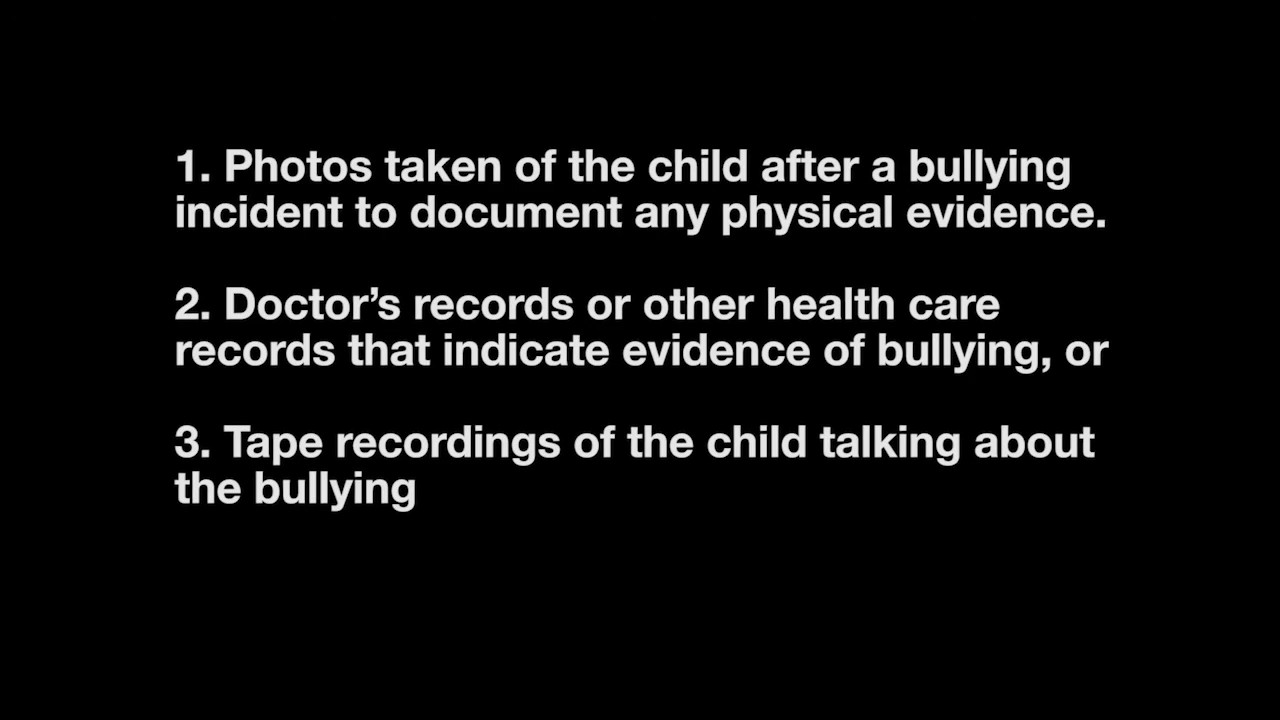 1. Photos taken of the child after a bullying
incident to document any physical evidence.
2. Doctor’s records or other health care
records that indicate evidence of bullying, or
3. Tape recordings of the child talking about
the bullying